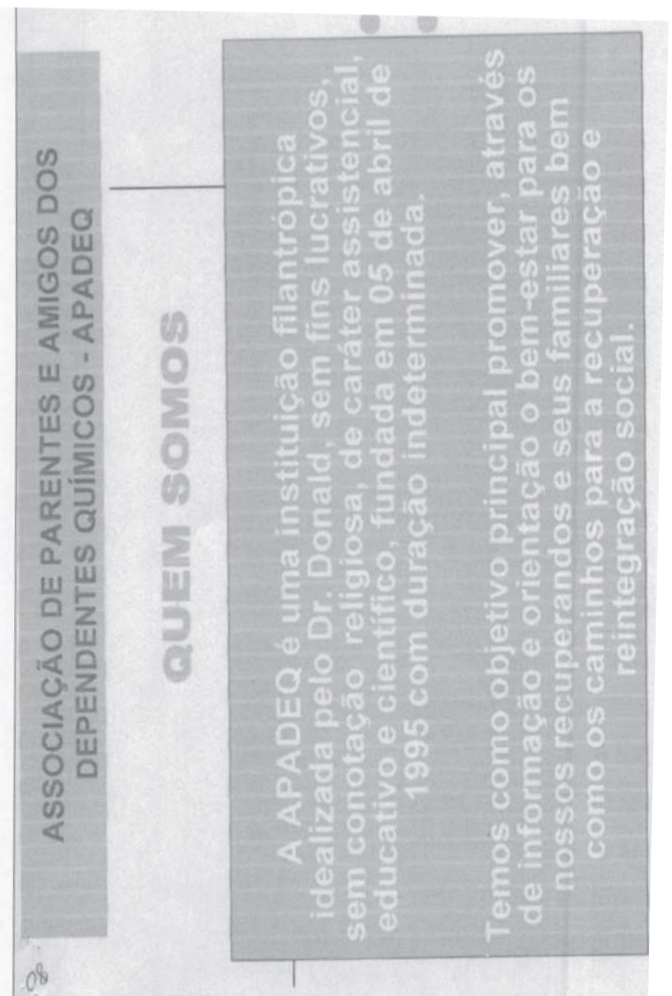 ASSOCIAÇÃO DE PARENTES E AMIGOS DOS
DEPENDENTES QUÍMICOS - APADEQ
QUEM SOMOS
A APADEQ é uma instituição filantrópica
idealizada pelo Dr. Donald, sem fins lucrativos,
sem conotação religiosa, de caráter assistencial,
educativo e científico, fundada em 05 de abril de
1995 com duração indeterminada.
Temos como objetivo principal promover, através
de informação e orientação o bem-estar para os
nossos recuperandos e seus familiares bem
como os caminhos para a recuperação e
reintegração social.